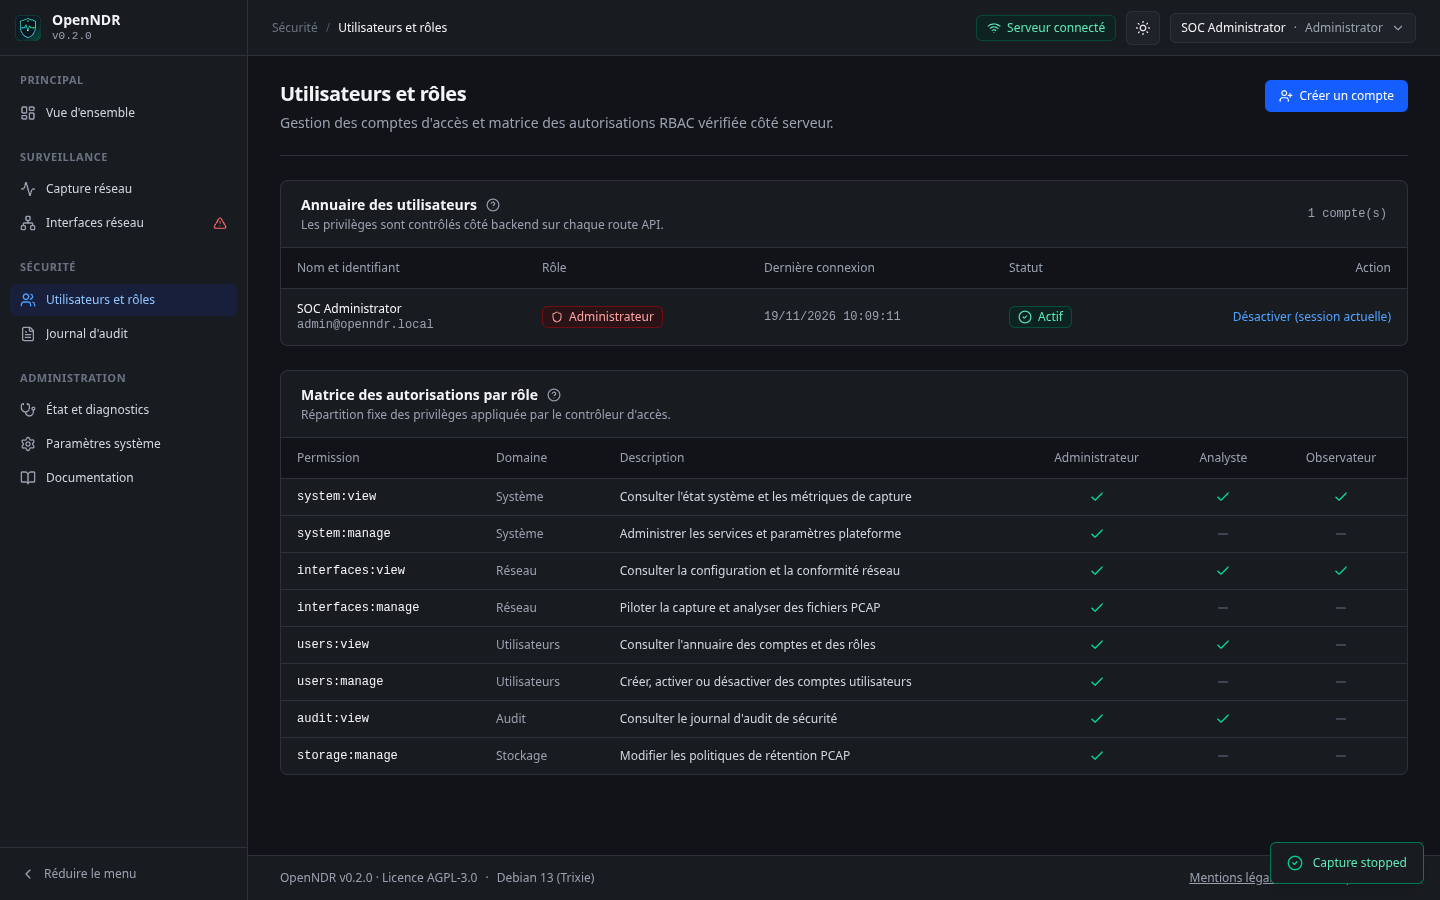 OpenNDR
v0.2.0
Sécurité / Utilisateurs et rôles
Serveur connecté
SOC Administrator · Administrator
PRINCIPAL
Vue d'ensemble
SURVEILLANCE
Capture réseau
Interfaces réseau
SÉCURITÉ
Utilisateurs et rôles
Journal d'audit
ADMINISTRATION
État et diagnostics
Paramètres système
Documentation
Réduire le menu
Utilisateurs et rôles
Gestion des comptes d'accès et matrice des autorisations RBAC vérifiée côté serveur.
Créer un compte
Annuaire des utilisateurs
Les privilèges sont contrôlés côté backend sur chaque route API.
1 compte(s)
Nom et identifiant Rôle Dernière connexion Statut Action
SOC Administrator
admin@openndr.local
Administrateur 19/11/2026 10:09:11 Actif Désactiver (session actuelle)
Matrice des autorisations par rôle
Répartition fixe des privilèges appliquée par le contrôleur d'accès.
Permission Domaine Description Administrateur Analyste Observateur
system:view Système Consulter l'état système et les métriques de capture
system:manage Système Administrer les services et paramètres plateforme
interfaces:view Réseau Consulter la configuration et la conformité réseau
interfaces:manage Réseau Piloter la capture et analyser des fichiers PCAP
users:view Utilisateurs Consulter l'annuaire des comptes et des rôles
users:manage Utilisateurs Créer, activer ou désactiver des comptes utilisateurs
audit:view Audit Consulter le journal d'audit de sécurité
storage:manage Stockage Modifier les politiques de rétention PCAP
OpenNDR v0.2.0 · Licence AGPL-3.0 · Debian 13 (Trixie)
Mentions
Capture stopped